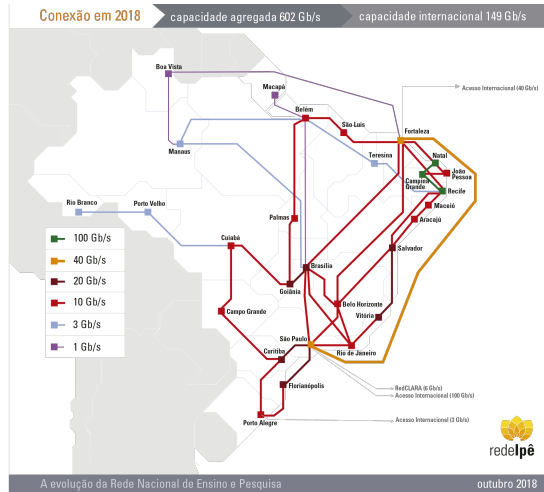 Conexão em 2018
capacidade agregada 602 Gb/s
capacidade internacional 149 Gb/s
Boa Vista
Macapá
Acesso Internacional (40 Gb/s)
Belém
São Luis
Fortaleza
Manaus
Teresina
Natal
João
Pessoa
Campina
Grande
Recife
Rio Branco
Porto Velho
Maceió
Palmas
Aracajú
Cuiabá
Salvador
100 Gb/s
40 Gb/s
20 Gb/s
10 Gb/s
3 Gb/s
1 Gb/s
Brasília
Goiânia
Campo Grande
Belo Horizonte
Vitória
São Paulo
Rio de Janeiro
Curitiba
Florianópolis
RedCLARA (6 Gb/s)
Acesso Internacional (100 Gb/s)
Porto Alegre
Acesso Internacional (3 Gb/s)
redeIpê
A evolução da Rede Nacional de Ensino e Pesquisa
outubro 2018